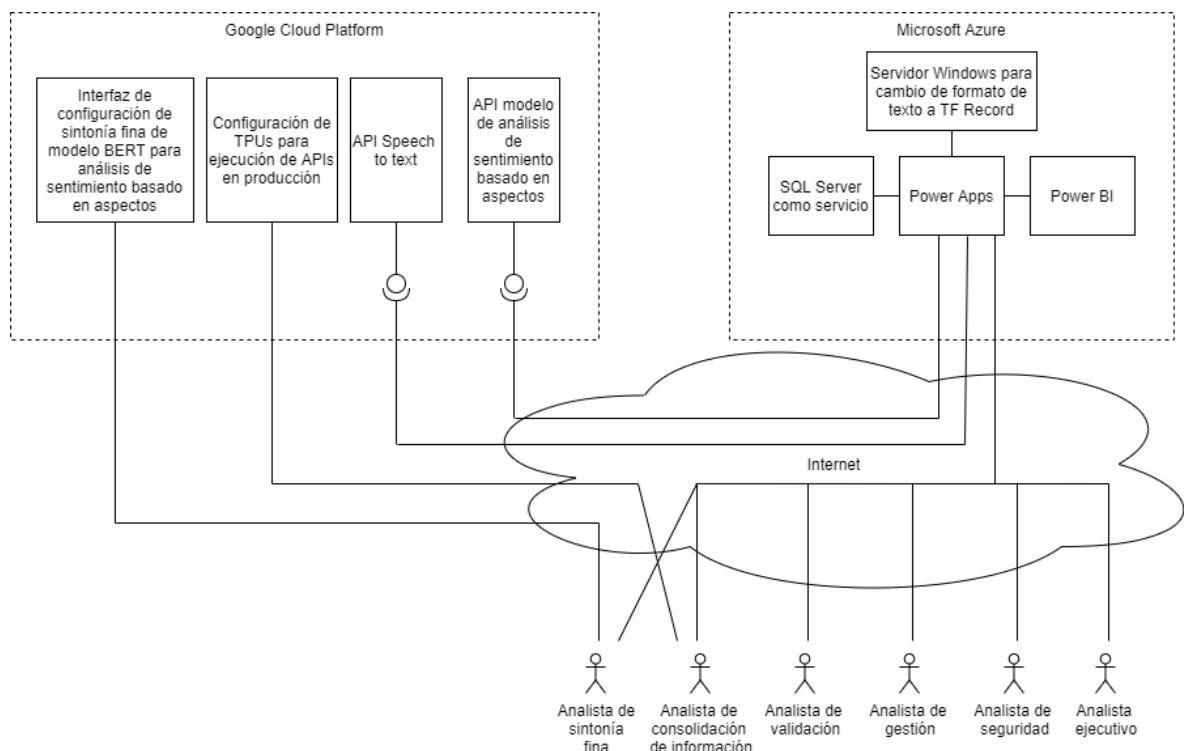 Google Cloud Platform
Interfaz de
configuración de
sintonía fina de
modelo BERT para
análisis de
sentimiento basado
en aspectos
Configuración de
TPUs para
ejecución de APIs
en producción
API Speech
to text
API modelo
de análisis
de
sentimiento
basado en
aspectos
Microsoft Azure
Servidor Windows para
cambio de formato de
texto a TF Record
SQL Server
como servicio
Power Apps
Power BI
Internet
Analista de
sintonía
fina
Analista de
consolidación
de información
Analista de
validación
Analista de
gestión
Analista de
seguridad
Analista
ejecutivo